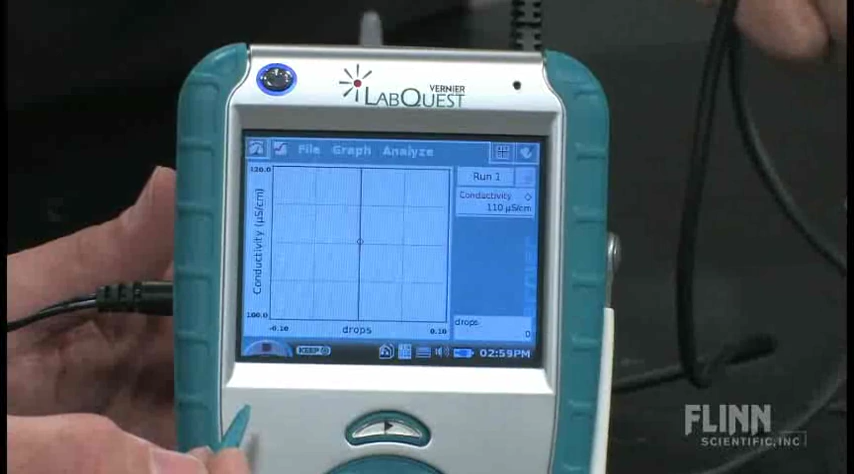 VERNIER
LABQUEST
File Graph Analyze
Run 1
Conductivity
110 µS/cm
120.0
Conductivity (µS/cm)
100.0
-0.10 drops 0.10
drops
0
KEEP 02:59PM
FLINN
SCIENTIFIC, INC